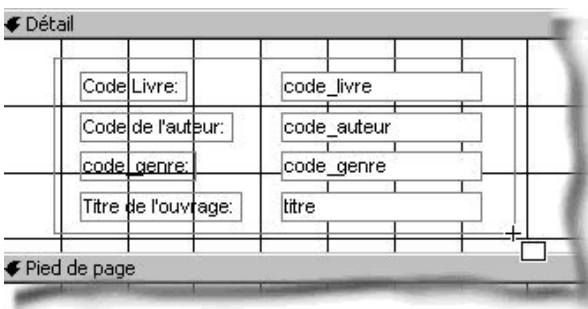 Détail
Code Livre: code_livre
Code de l'auteur: code_auteur
code_genre: code_genre
Titre de l'ouvrage: titre
Pied de page